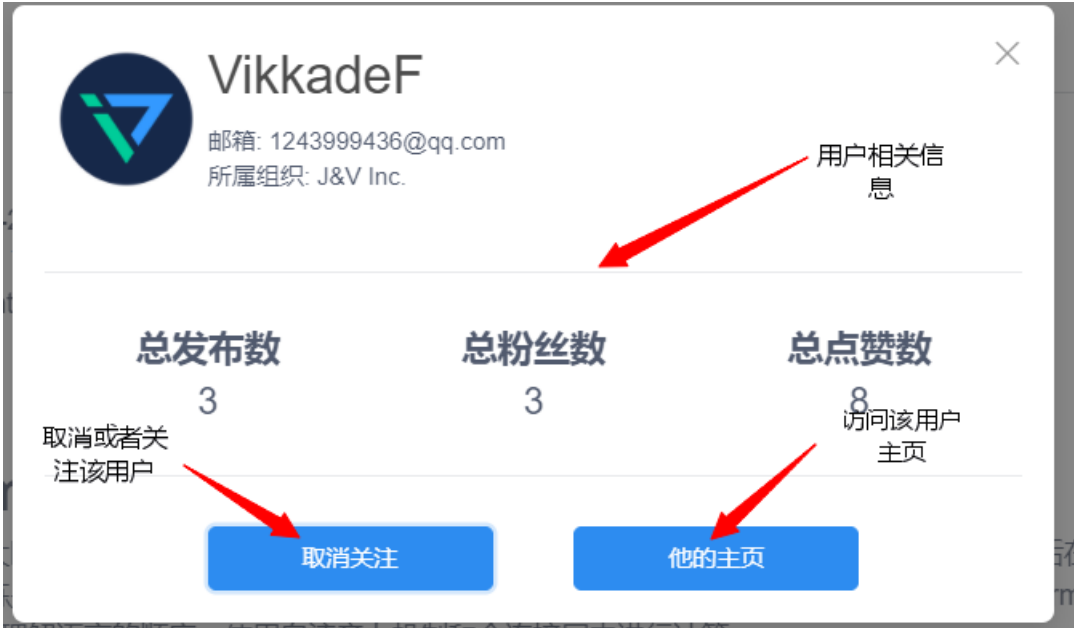 VikkadeF
邮箱: 1243999436@qq.com
所属组织: J&V Inc.
用户相关信
息
总发布数
总粉丝数
总点赞数
3
3
8
取消或者关
注该用户
访问该用户
主页
取消关注
他的主页